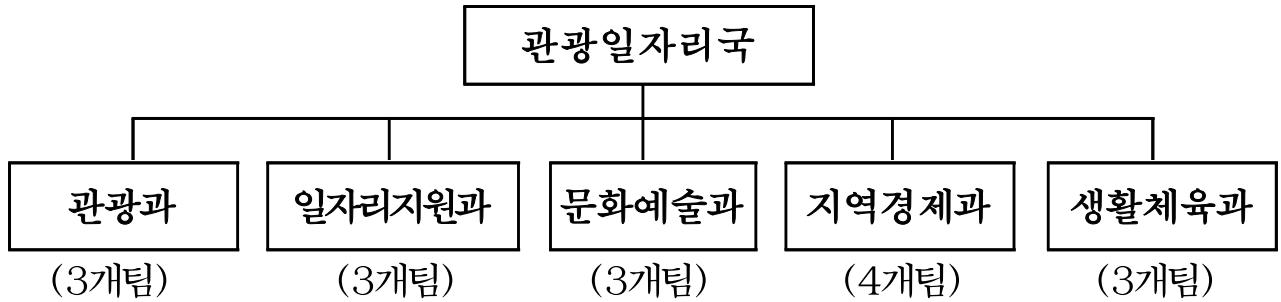 관광일자리국
관광과 일자리지원과 문화예술과 지역경제과 생활체육과
(3개팀) (3개팀) (3개팀) (4개팀) (3개팀)